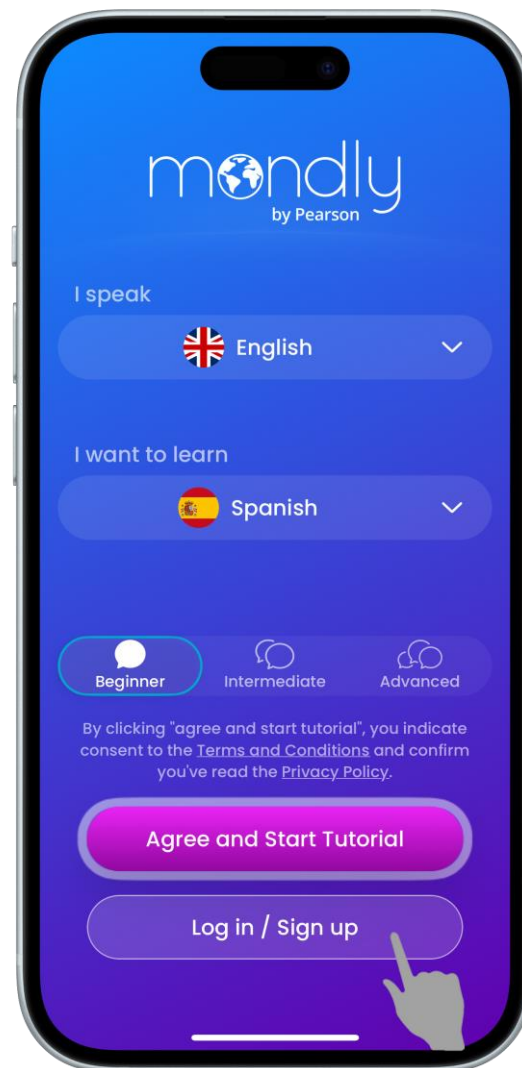 mondly
by Pearson
I speak
English
I want to learn
Spanish
Beginner Intermediate Advanced
By clicking "agree and start tutorial", you indicate
consent to the Terms and Conditions and confirm
you've read the Privacy Policy.
Agree and Start Tutorial
Log in / Sign up